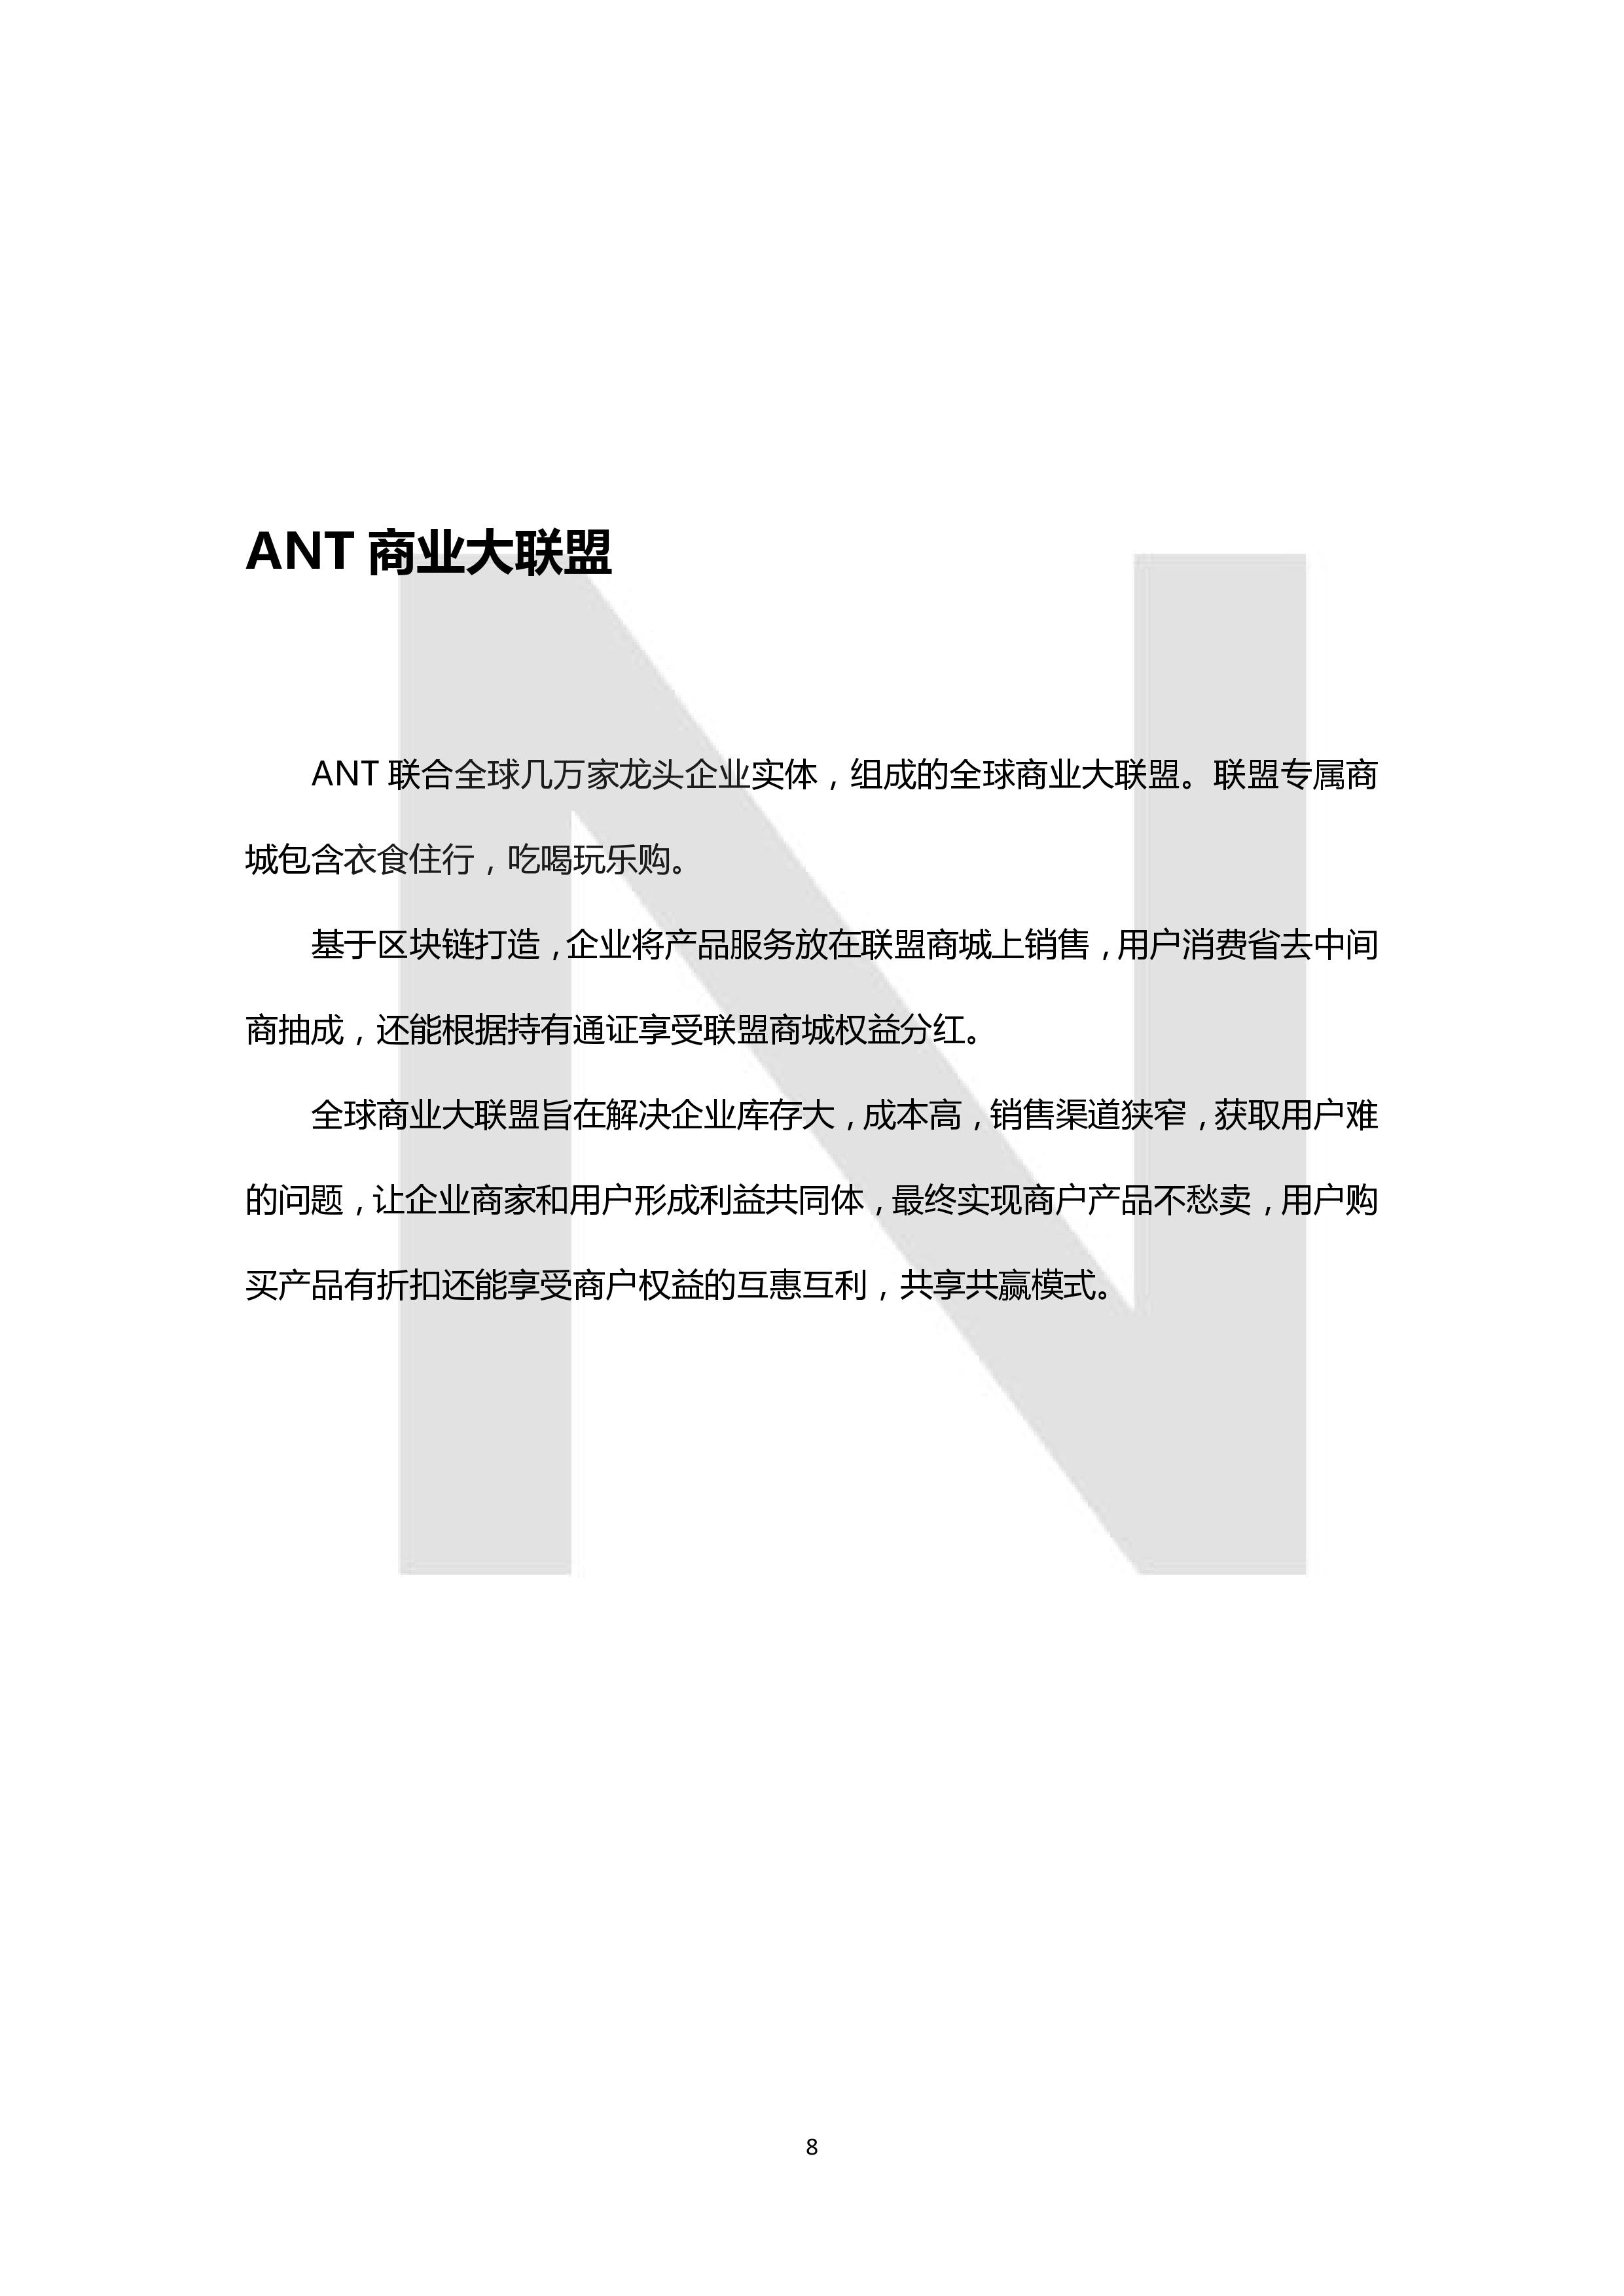 ANT 商业大联盟
ANT 联合全球几万家龙头企业实体，组成的全球商业大联盟。联盟专属商
城包含衣食住行，吃喝玩乐购。
基于区块链打造，企业将产品服务放在联盟商城上销售，用户消费省去中间
商抽成，还能根据持有通证享受联盟商城权益分红。
全球商业大联盟旨在解决企业库存大，成本高，销售渠道狭窄，获取用户难
的问题，让企业商家和用户形成利益共同体，最终实现商户产品不愁卖，用户购
买产品有折扣还能享受商户权益的互惠互利，共享共赢模式。
N
8